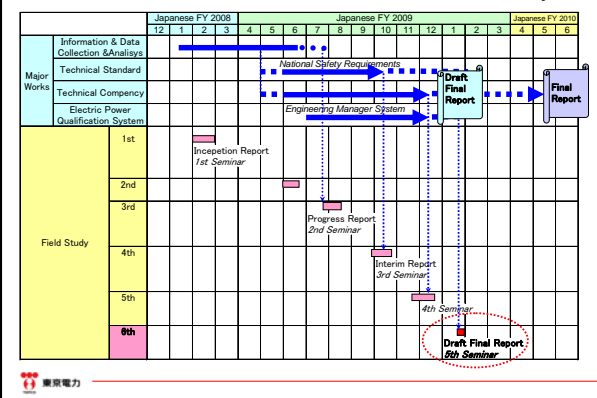 Japanese FY 2008 Japanese FY 2009 Japanese FY 2010
12 1 2 3 4 5 6 7 8 9 10 11 12 1 2 3 4 5 6
Major Works
Information & Data Collection &Analisys
Technical Standard
National Safety Requirements
Technical Compency
Electric Power Qualification System
Engineering Manager System
Draft Final Report
Final Report
Field Study
1st
Incepetion Report
1st Seminar
2nd
3rd
Progress Report
2nd Seminar
4th
Interim Report
3rd Seminar
5th
4th Seminar
6th
Draft Final Report
5th Seminar
東京電力